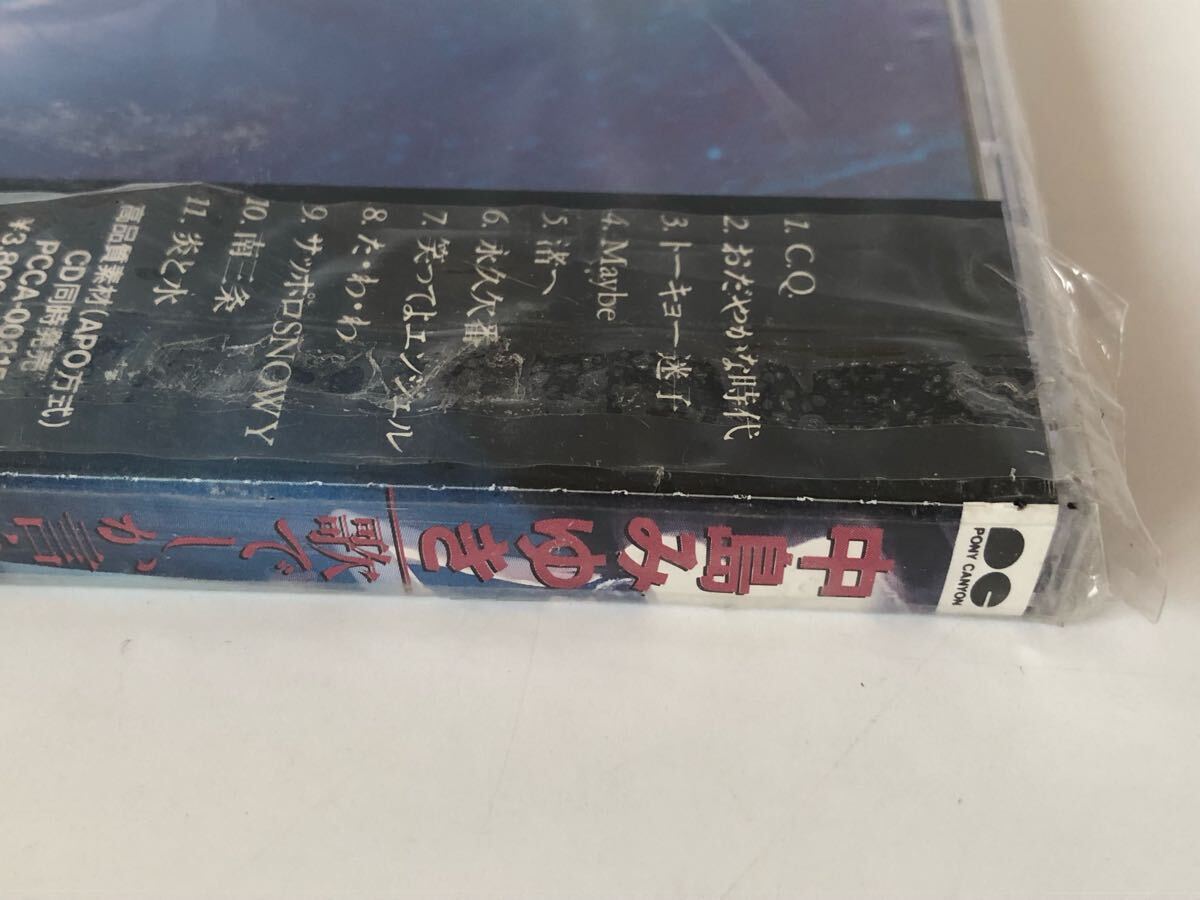 1. C.Q.
2. おだやかな時代
3. トーキョー迷子
4. Maybe
5. 渚へ
6. 永久欠番
7. 笑ってよエンジェル
8. た・わ・わ
9. サッポロSNOWY
10. 南三条
11. 炎と水
高品質素材(APO方式)
CD同時発売
PCCA-0031
¥3,80
PONY CANYON
中島みゆき
歌でしか言